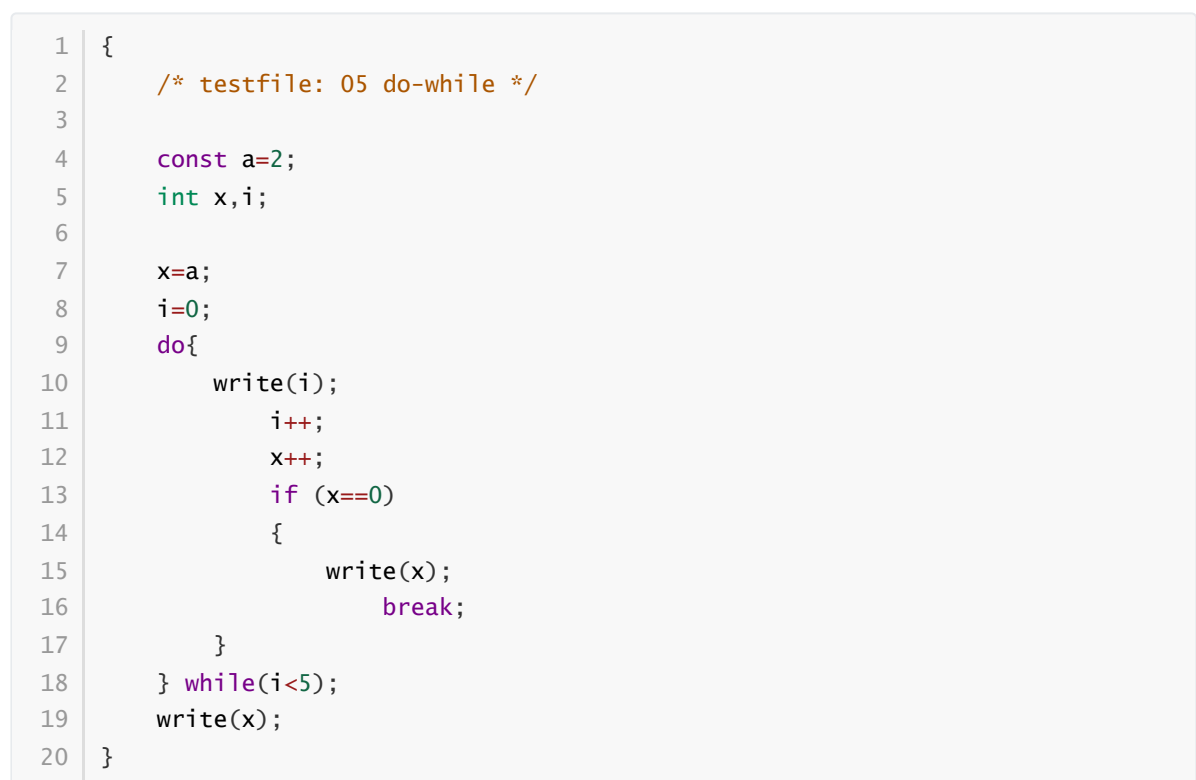 1 {
2     /* testfile: 05 do-while */
3
4     const a=2;
5     int x,i;
6
7     x=a;
8     i=0;
9     do{
10         write(i);
11             i++;
12             x++;
13             if (x==0)
14             {
15                 write(x);
16                     break;
17         }
18     } while(i<5);
19     write(x);
20 }